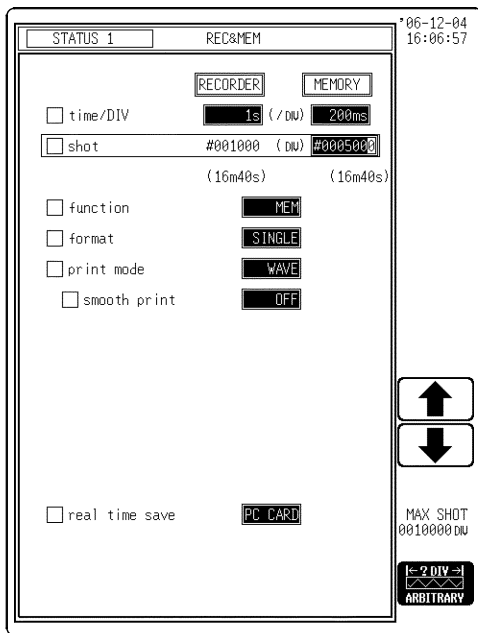 '06-12-04
STATUS 1 REC&MEM 16:06:57
RECORDER MEMORY
time/DIV 1s (/DIV) 200ms
shot #001000 (DIV) #0005000
(16m40s) (16m40s)
function MEM
format SINGLE
print mode WAVE
smooth print OFF
real time save PC CARD
MAX SHOT
0010000DIV
|←?DIV→|
ARBITRARY